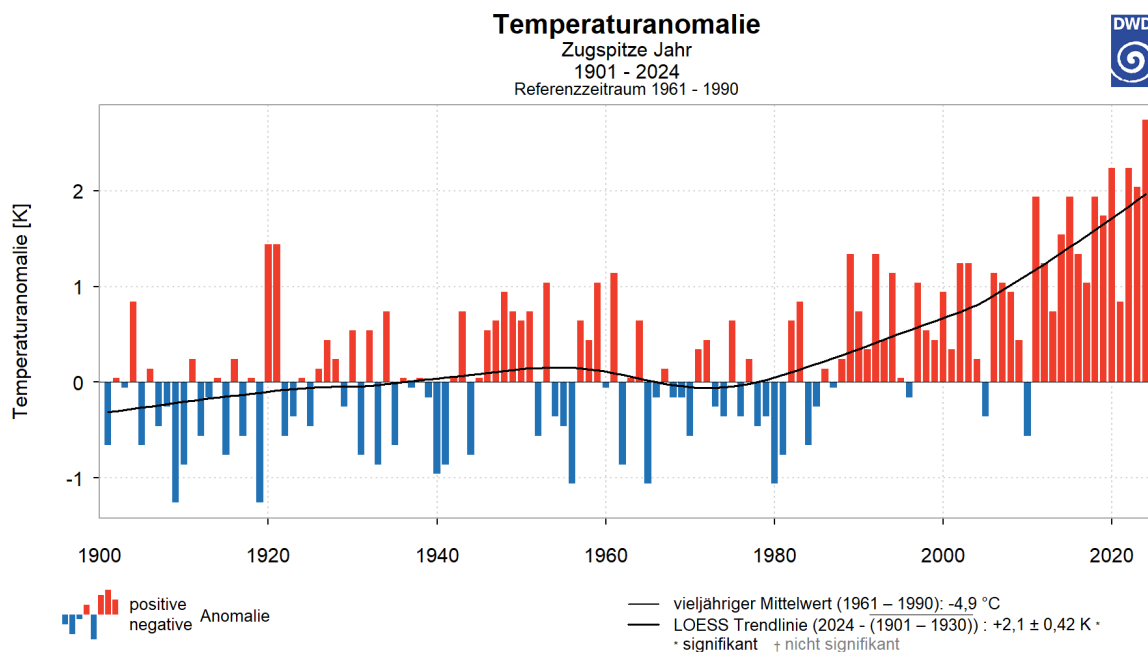 Temperaturanomalie
Zugspitze Jahr
1901 - 2024
Referenzzeitraum 1961 - 1990
DWD
Temperaturanomalie [K]
2
1
0
-1
1900 1920 1940 1960 1980 2000 2020
positive
negative
Anomalie
vieljähriger Mittelwert (1961 – 1990): -4,9 °C
LOESS Trendlinie (2024 - (1901 – 1930)) : +2,1 ± 0,42 K *
* signifikant † nicht signifikant